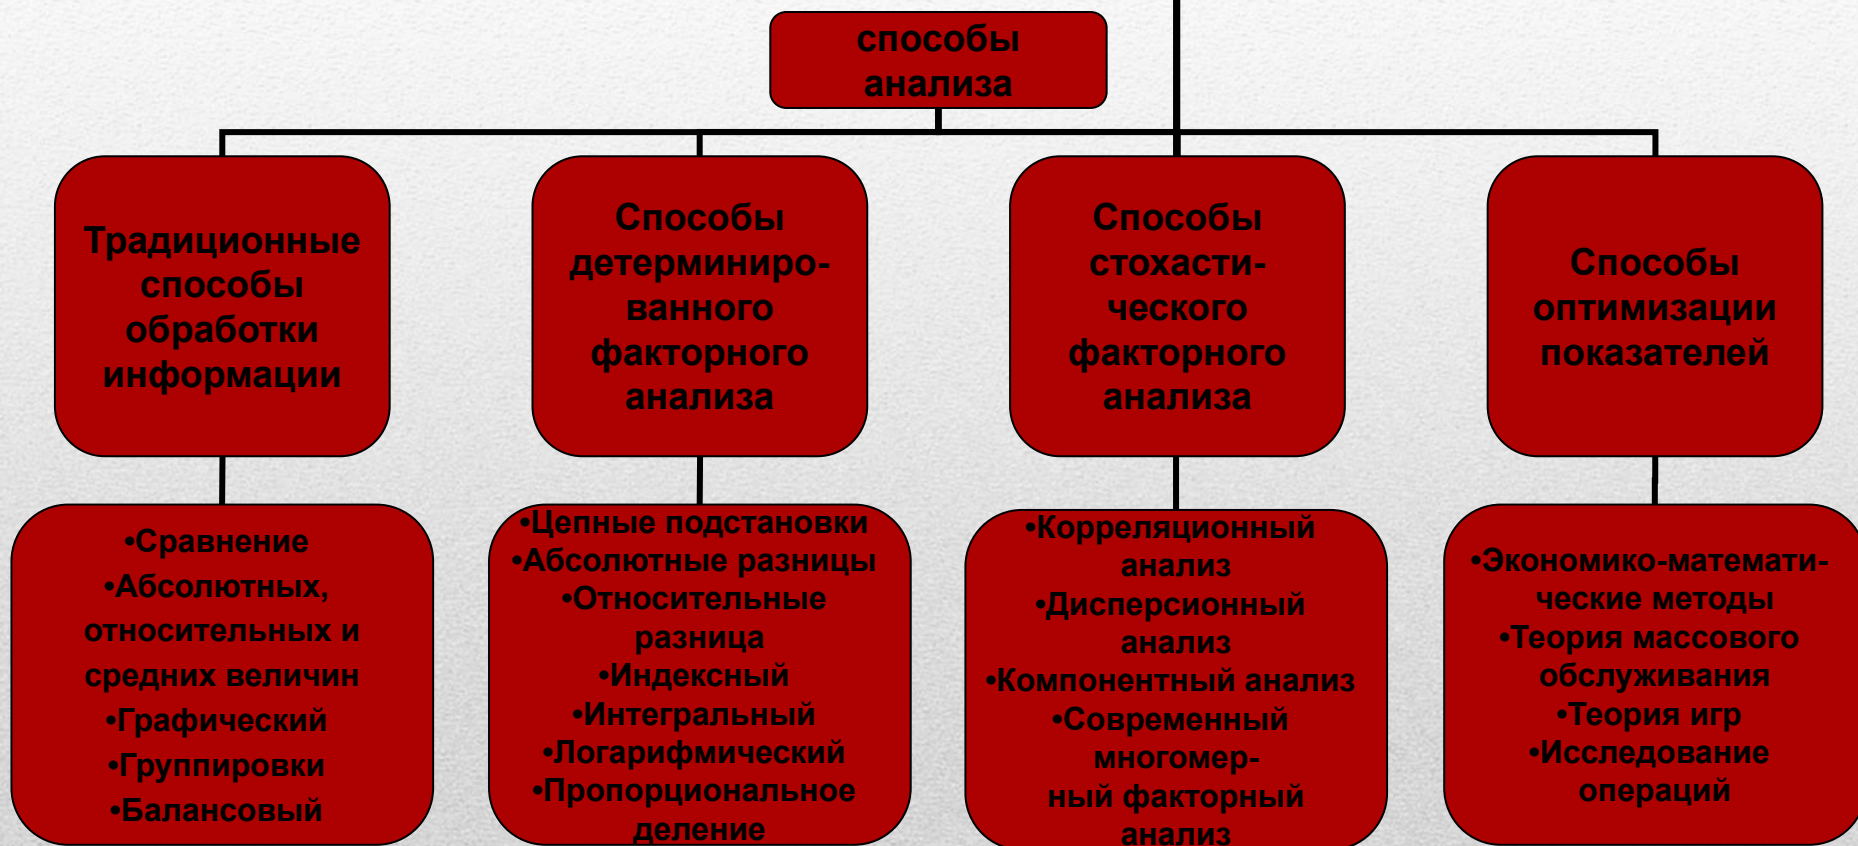 способы
анализа
Традиционные
способы
обработки
информации
Способы
детерминиро-
ванного
факторного
анализа
Способы
стохасти-
ческого
факторного
анализа
Способы
оптимизации
показателей
•Сравнение
•Абсолютных,
относительных и
средних величин
•Графический
•Группировки
•Балансовый
•Цепные подстановки
•Абсолютные разницы
•Относительные
разница
•Индексный
•Интегральный
•Логарифмический
•Пропорциональное
деление
•Корреляционный
анализ
•Дисперсионный
анализ
•Компонентный анализ
•Современный
многомер-
ный факторный
анализ
•Экономико-математи-
ческие методы
•Теория массового
обслуживания
•Теория игр
•Исследование
операций